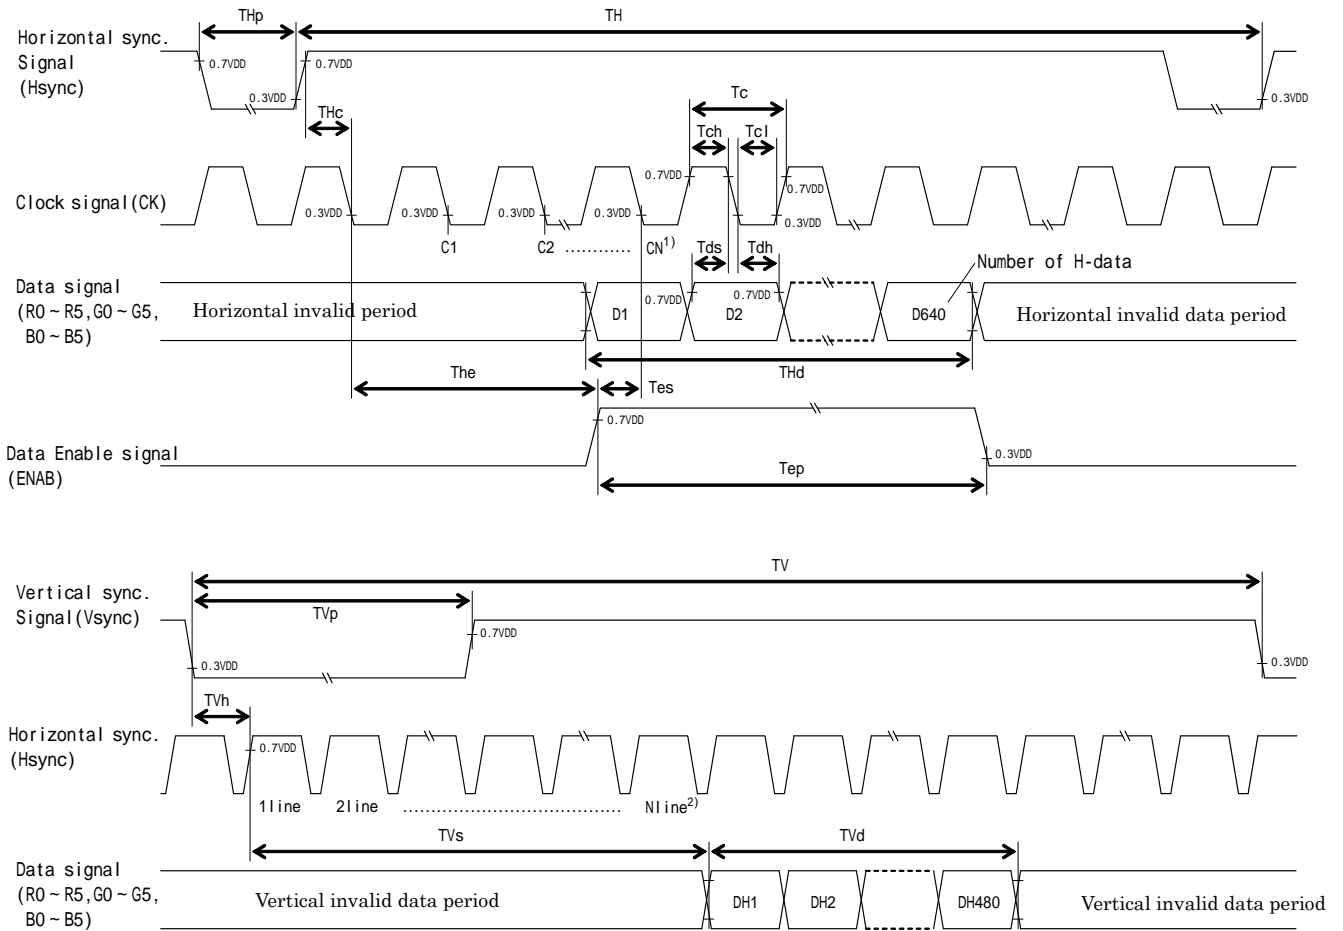 THp
TH
Horizontal sync.
Signal
(Hsync)
0.7VDD
0.7VDD
0.3VDD
0.3VDD
THc
Tc
Tch
Tcl
Clock signal(CK)
0.7VDD
0.7VDD
0.3VDD
0.3VDD
0.3VDD
0.3VDD
0.3VDD
C1
C2
............
CN1)
Tds
Tdh
Number of H-data
Data signal
(R0~R5,G0~G5,
B0~B5)
Horizontal invalid period
0.7VDD
0.7VDD
D1
D2
D640
Horizontal invalid data period
The
Tes
THd
0.7VDD
Data Enable signal
(ENAB)
0.3VDD
Tep
TV
Vertical sync.
Signal(Vsync)
TVp
0.7VDD
0.3VDD
0.3VDD
TVh
Horizontal sync.
(Hsync)
0.7VDD
1line
2line
........................................
Nline2)
TVs
TVd
Data signal
(R0~R5,G0~G5,
B0~B5)
Vertical invalid data period
DH1
DH2
DH480
Vertical invalid data period